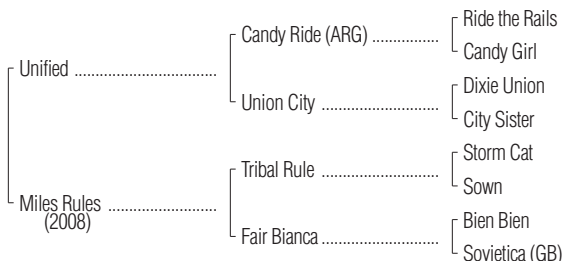 Ride the Rails
Candy Ride (ARG) ................
Candy Girl
Unified ..................................
Dixie Union
Union City ............................
City Sister
Storm Cat
Tribal Rule ............................
Sown
Miles Rules ..........................
(2008)
Bien Bien
Fair Bianca ............................
Sovietica (GB)